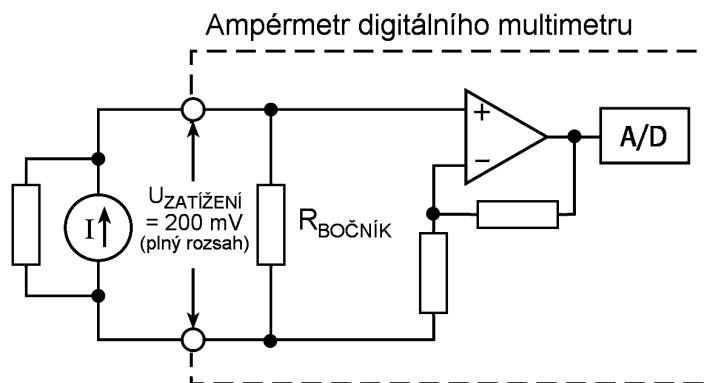 Ampérmetr digitálního multimetru
+
−
A/D
I
UZATÍŽENÍ
= 200 mV
(plný rozsah)
RBOČNÍK